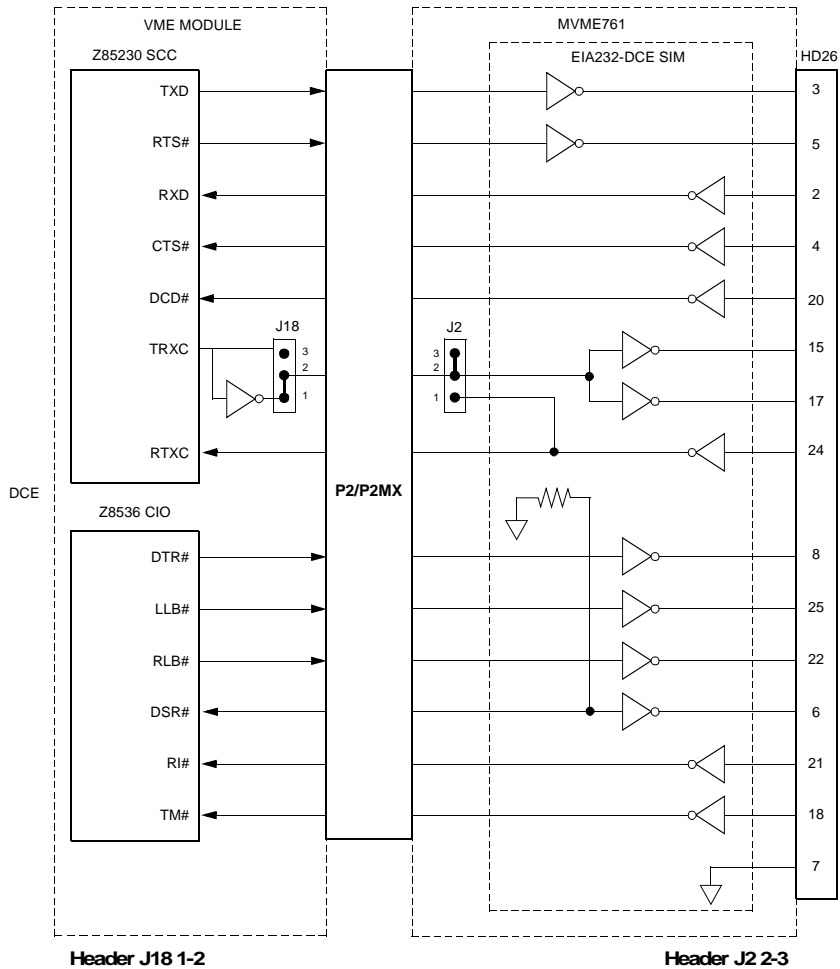 VME MODULE
MVME761
Z85230 SCC
EIA232-DCE SIM
HD26
TXD
3
RTS#
5
RXD
2
CTS#
4
DCD#
20
J18
J2
TRXC
3
2
1
3
2
1
15
17
RTXC
24
DCE
P2/P2MX
Z8536 CIO
DTR#
8
LLB#
25
RLB#
22
DSR#
6
RI#
21
TM#
18
7
Header J18 1-2
Header J2 2-3